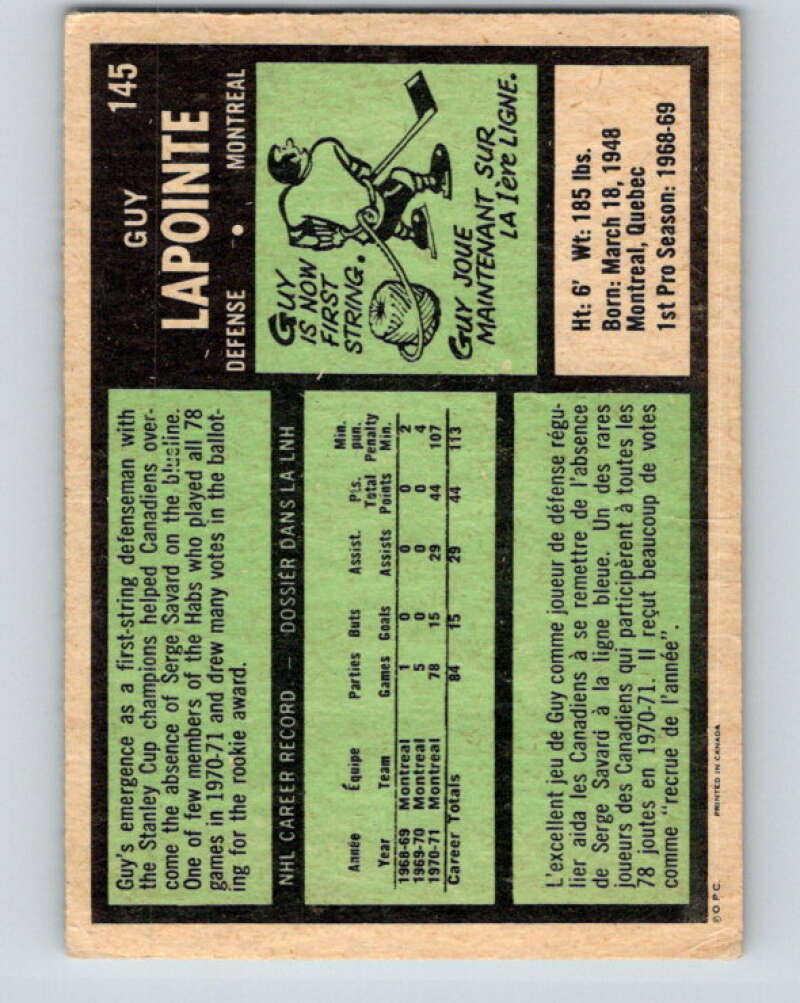 145
GUY
LAPOINTE
DEFENSE • MONTREAL
GUY
IS NOW
FIRST
STRING.
GUY JOUE
MAINTENANT SUR
LA 1ère LIGNE.
Ht: 6' Wt: 185 lbs.
Born: March 18, 1948
Montreal, Quebec
1st Pro Season: 1968-69
Guy's emergence as a first-string defenseman with
the Stanley Cup champions helped Canadiens over-
come the absence of Serge Savard on the blueline.
One of few members of the Habs who played all 78
games in 1970-71 and drew many votes in the ballot-
ing for the rookie award.
NHL CAREER RECORD — DOSSIER DANS LA LNH
Année Équipe Parties Buts Assist. Pts. Total Min. pun. Penalty
Year Team Games Goals Assists Points Min.
1968-69 Montreal 1 0 0 0 2
1969-70 Montreal 5 0 0 0 4
1970-71 Montreal 78 15 29 44 107
Career Totals 84 15 29 44 113
L'excellent jeu de Guy comme joueur de défense régu-
lier aida les Canadiens à se remettre de l'absence
de Serge Savard à la ligne bleue. Un des rares
joueurs des Canadiens qui participèrent à toutes les
78 joutes en 1970-71. Il reçut beaucoup de votes
comme "recrue de l'année".
© O.P.C. PRINTED IN CANADA